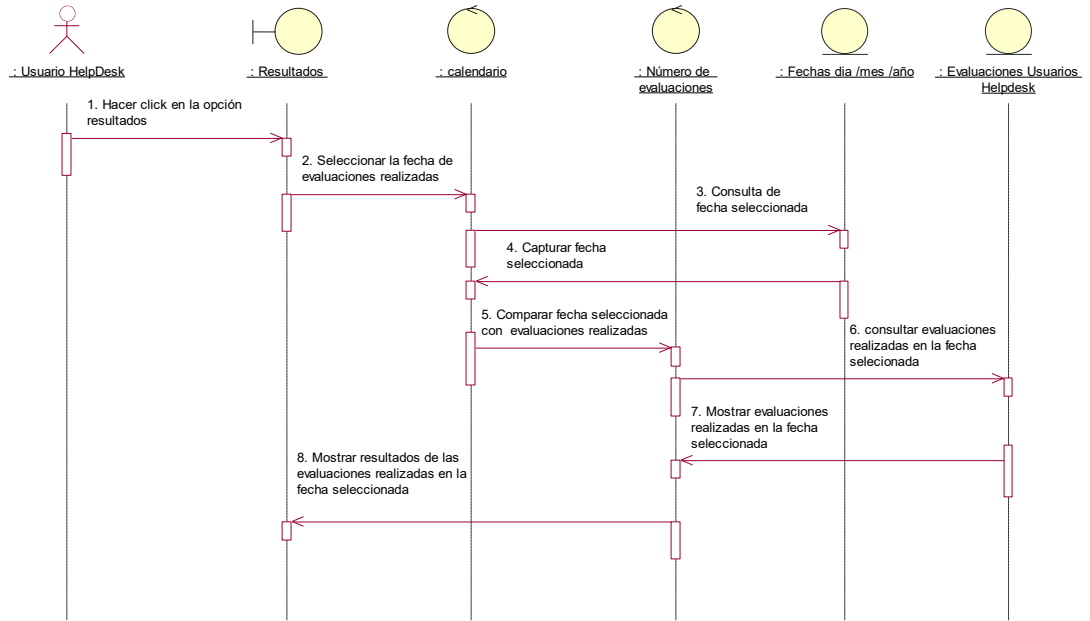 : Usuario HelpDesk
: Resultados
: calendario
: Número de
evaluaciones
: Fechas dia /mes /año
: Evaluaciones Usuarios
Helpdesk
1. Hacer click en la opción
resultados
2. Seleccionar la fecha de
evaluaciones realizadas
3. Consulta de
fecha seleccionada
4. Capturar fecha
seleccionada
5. Comparar fecha seleccionada
con evaluaciones realizadas
6. consultar evaluaciones
realizadas en la fecha
selecionada
7. Mostrar evaluaciones
realizadas en la fecha
seleccionada
8. Mostrar resultados de las
evaluaciones realizadas en la
fecha seleccionada